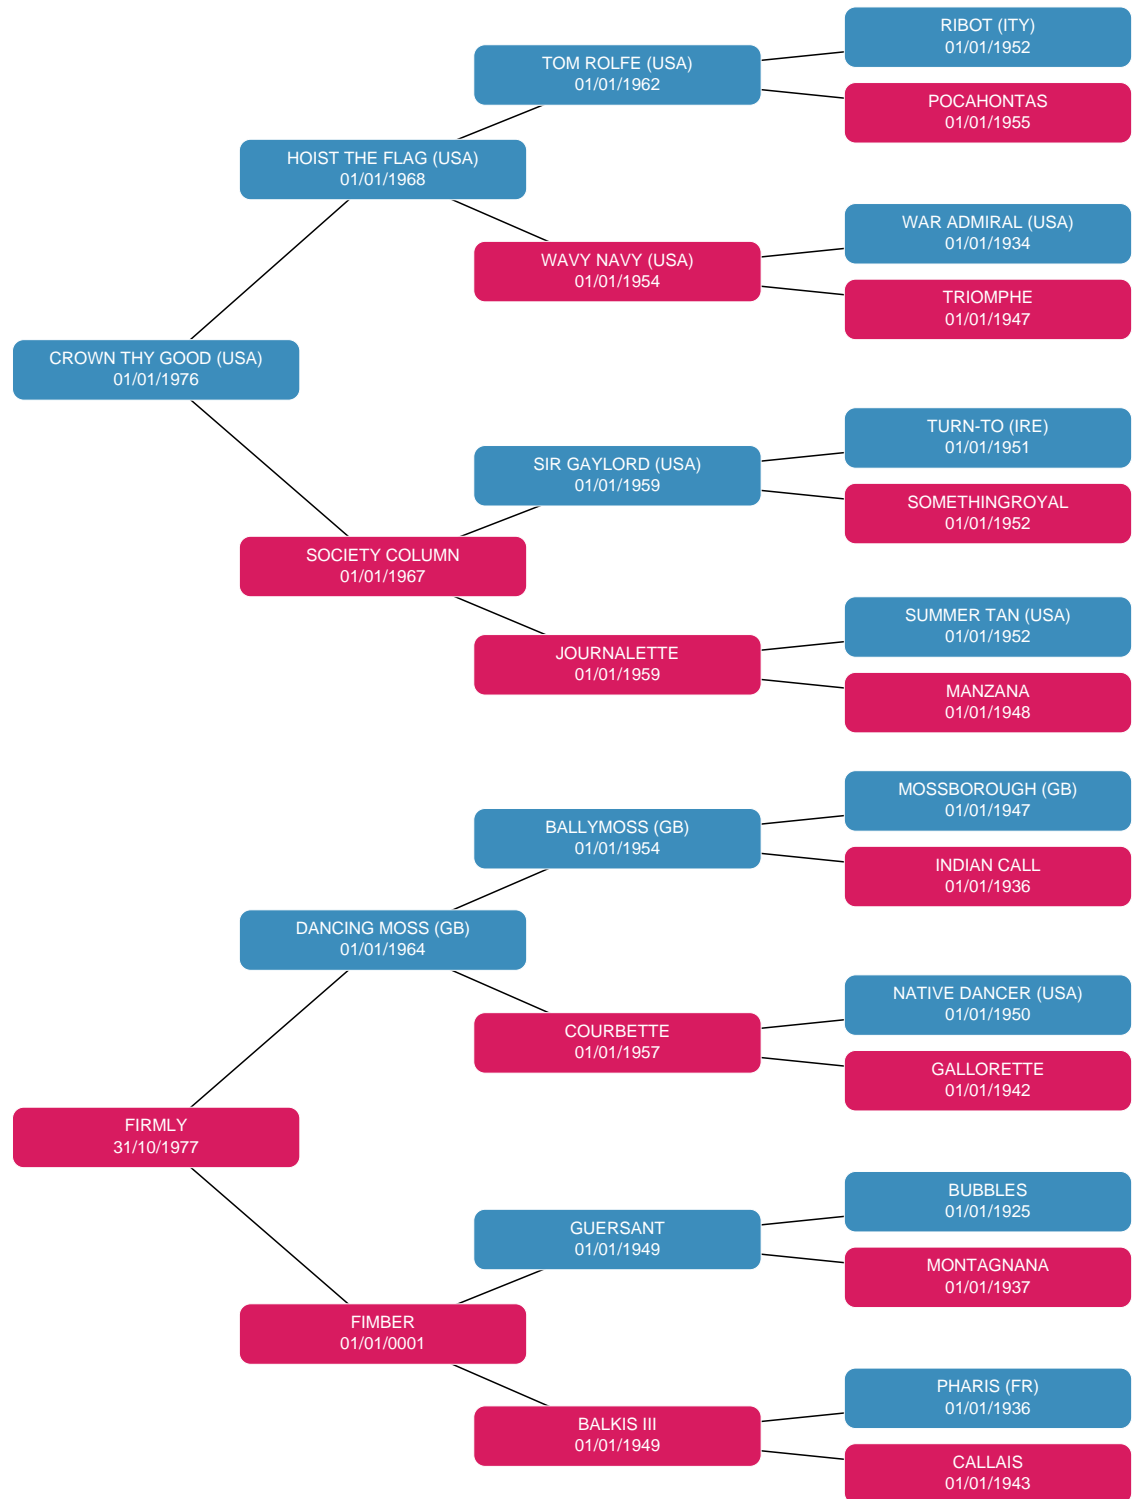 RIBOT (ITY)
01/01/1952
TOM ROLFE (USA)
01/01/1962
POCAHONTAS
01/01/1955
HOIST THE FLAG (USA)
01/01/1968
WAR ADMIRAL (USA)
01/01/1934
WAVY NAVY (USA)
01/01/1954
TRIOMPHE
01/01/1947
CROWN THY GOOD (USA)
01/01/1976
TURN-TO (IRE)
01/01/1951
SIR GAYLORD (USA)
01/01/1959
SOMETHINGROYAL
01/01/1952
SOCIETY COLUMN
01/01/1967
SUMMER TAN (USA)
01/01/1952
JOURNALETTE
01/01/1959
MANZANA
01/01/1948
MOSSBOROUGH (GB)
01/01/1947
BALLYMOSS (GB)
01/01/1954
INDIAN CALL
01/01/1936
DANCING MOSS (GB)
01/01/1964
NATIVE DANCER (USA)
01/01/1950
COURBETTE
01/01/1957
GALLORETTE
01/01/1942
FIRMLY
31/10/1977
BUBBLES
01/01/1925
GUERSANT
01/01/1949
MONTAGNANA
01/01/1937
FIMBER
01/01/0001
PHARIS (FR)
01/01/1936
BALKIS III
01/01/1949
CALLAIS
01/01/1943